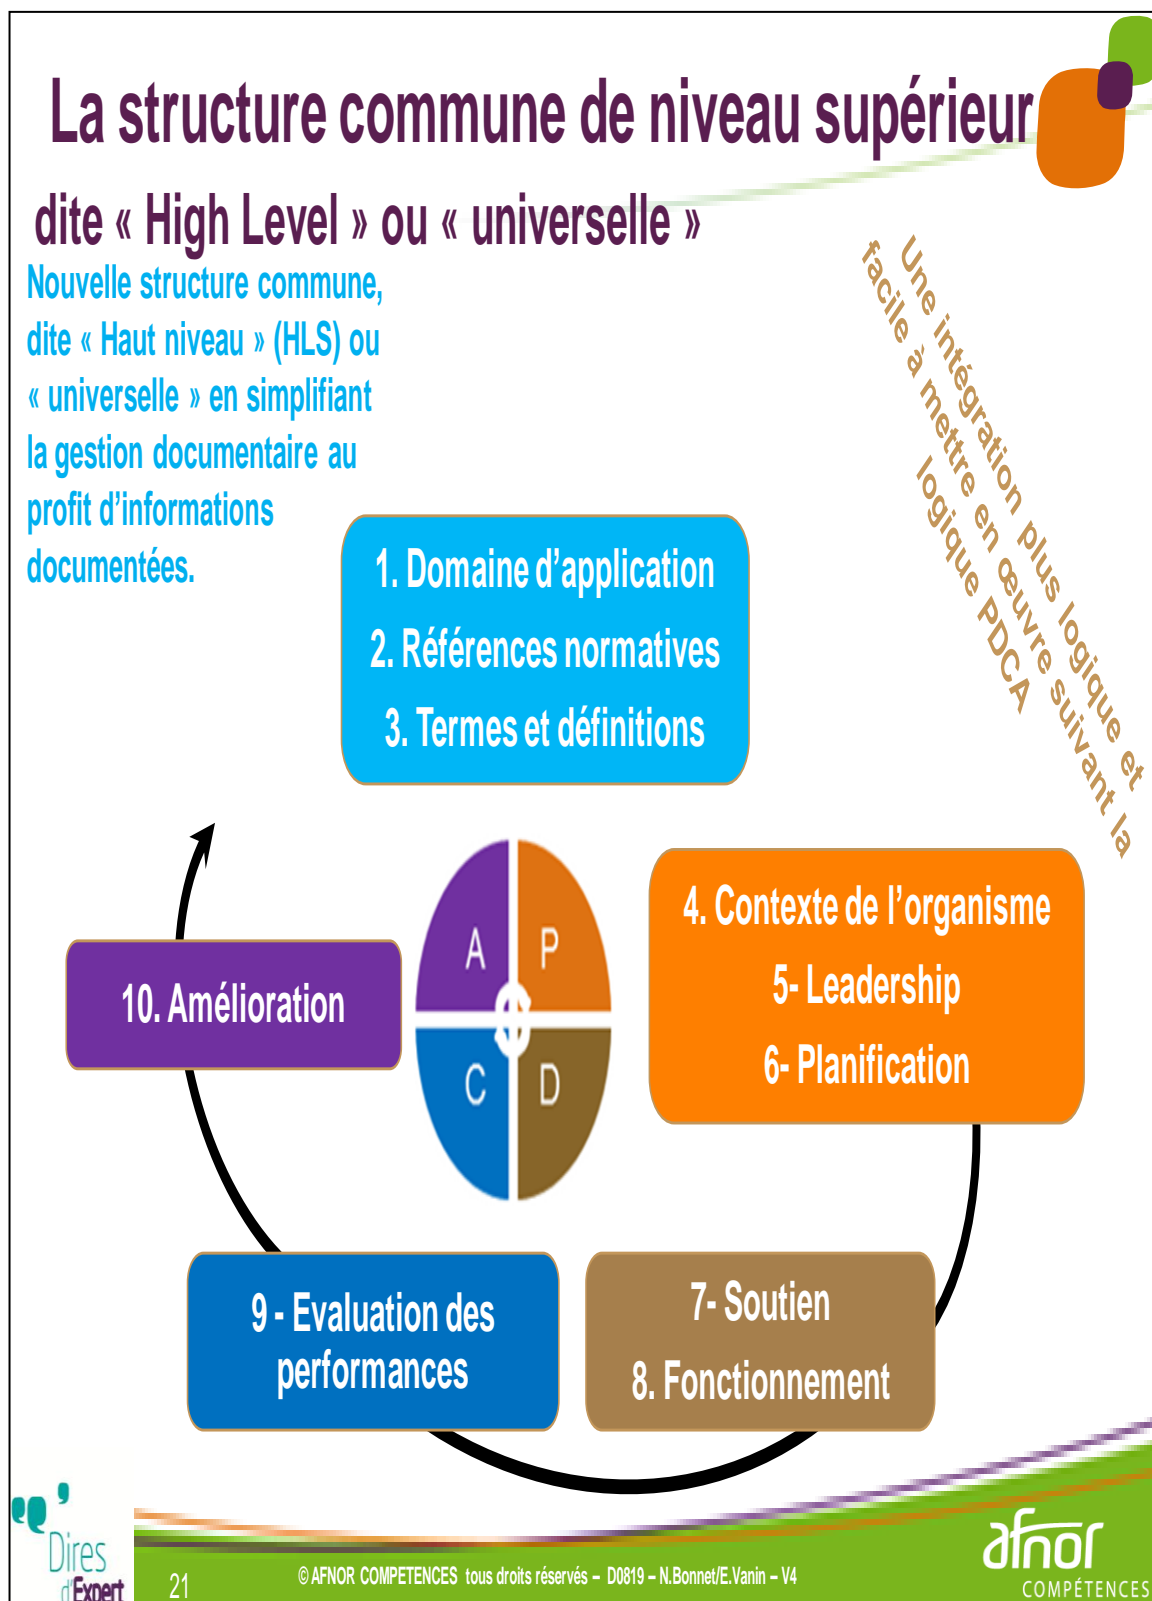 La structure commune de niveau supérieur
dite « High Level » ou « universelle »
Nouvelle structure commune,
dite « Haut niveau » (HLS) ou
« universelle » en simplifiant
la gestion documentaire au
profit d’informations
documentées.
Une intégration plus logique et
facile à mettre en œuvre suivant la
logique PDCA
1. Domaine d’application
2. Références normatives
3. Termes et définitions
4. Contexte de l’organisme
5- Leadership
6- Planification
A
P
C
D
10. Amélioration
7- Soutien
8. Fonctionnement
9 - Evaluation des
performances
Dires
d'Expert
21
© AFNOR COMPETENCES tous droits réservés – D0819 – N.Bonnet/E.Vanin – V4
afnor
COMPÉTENCES